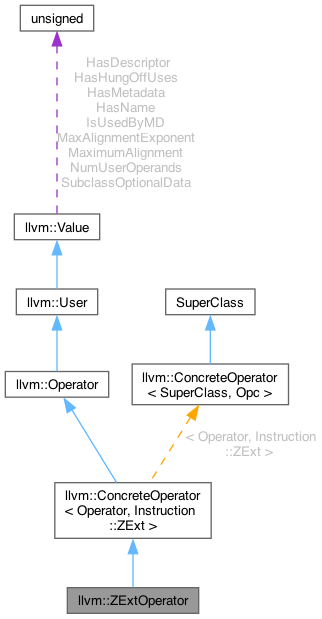 unsigned
HasDescriptor
HasHungOffUses
HasMetadata
HasName
IsUsedByMD
MaxAlignmentExponent
MaximumAlignment
NumUserOperands
SubclassOptionalData
llvm::Value
llvm::User
SuperClass
llvm::Operator
llvm::ConcreteOperator
< SuperClass, Opc >
< Operator, Instruction
::ZExt >
llvm::ConcreteOperator
< Operator, Instruction
::ZExt >
llvm::ZExtOperator